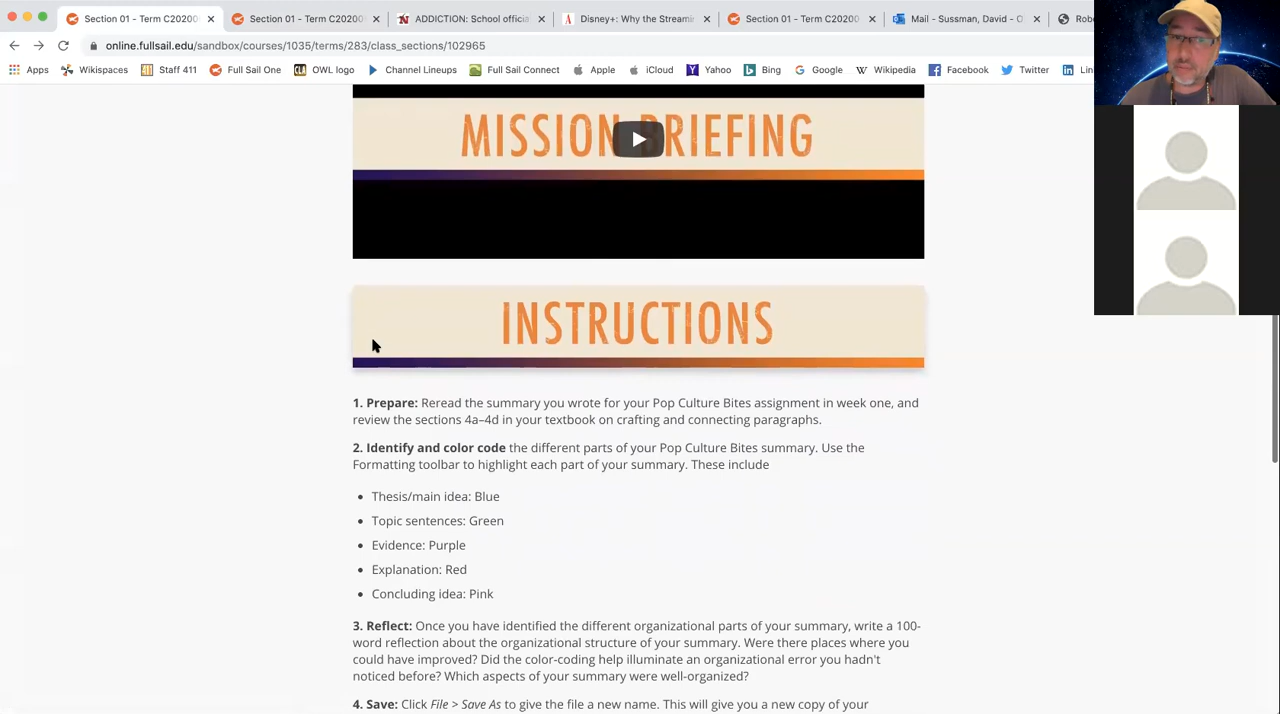 Section 01 - Term C20200
Section 01 - Term C2020
ADDICTION: School officia
Disney+: Why the Streami
Section 01 - Term C2020
Mail - Sussman, David - O
online.fullsail.edu/sandbox/courses/1035/terms/283/class_sections/102965
Apps Wikispaces Staff 411 Full Sail One OWL logo Channel Lineups Full Sail Connect Apple iCloud Yahoo Bing Google Wikipedia Facebook Twitter
MISSION BRIEFING
INSTRUCTIONS
1. Prepare: Reread the summary you wrote for your Pop Culture Bites assignment in week one, and
review the sections 4a–4d in your textbook on crafting and connecting paragraphs.
2. Identify and color code the different parts of your Pop Culture Bites summary. Use the
Formatting toolbar to highlight each part of your summary. These include
• Thesis/main idea: Blue
• Topic sentences: Green
• Evidence: Purple
• Explanation: Red
• Concluding idea: Pink
3. Reflect: Once you have identified the different organizational parts of your summary, write a 100-
word reflection about the organizational structure of your summary. Were there places where you
could have improved? Did the color-coding help illuminate an organizational error you hadn't
noticed before? Which aspects of your summary were well-organized?
4. Save: Click File > Save As to give the file a new name. This will give you a new copy of your